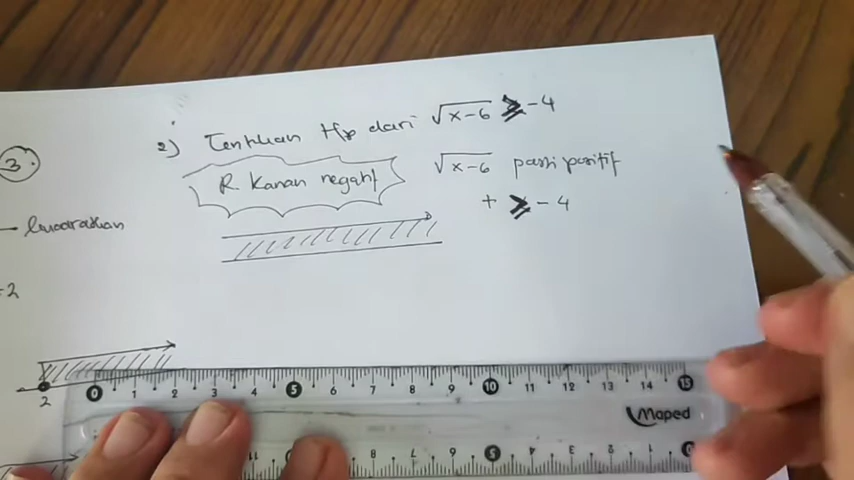 3.
2) Tentukan Hp dari √x-6 ≥ -4
R. Kanan negatif
√x-6 pasti positif
+ ≥ - 4
kuadratkan
2
2
0 1 2 3 4 5 6 7 8 9 10 11 12 13 14 15
Maped